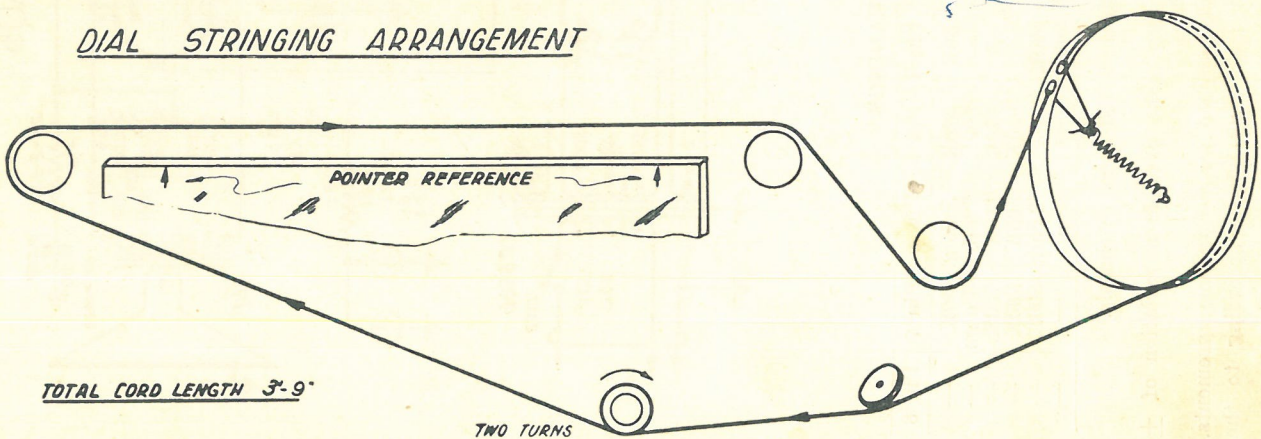 DIAL STRINGING ARRANGEMENT
POINTER REFERENCE
TOTAL CORD LENGTH 3'-9"
TWO TURNS